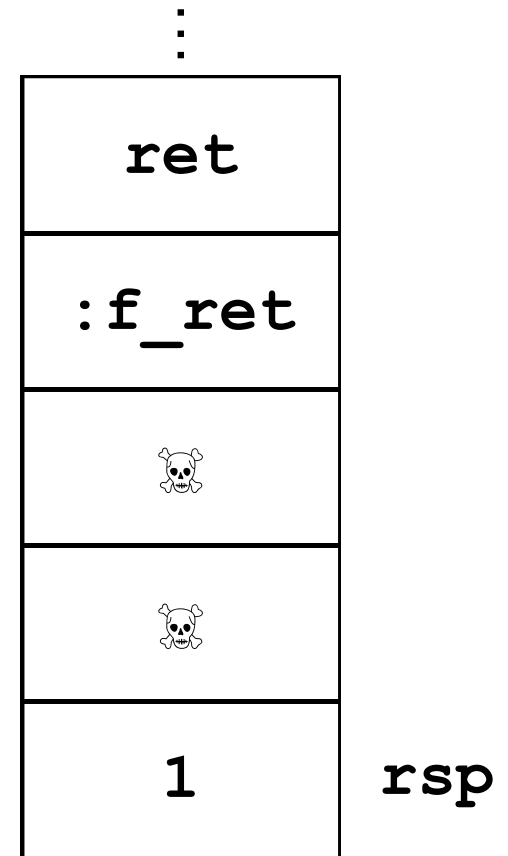 ⋮
ret
:f_ret
☠
☠
1 rsp